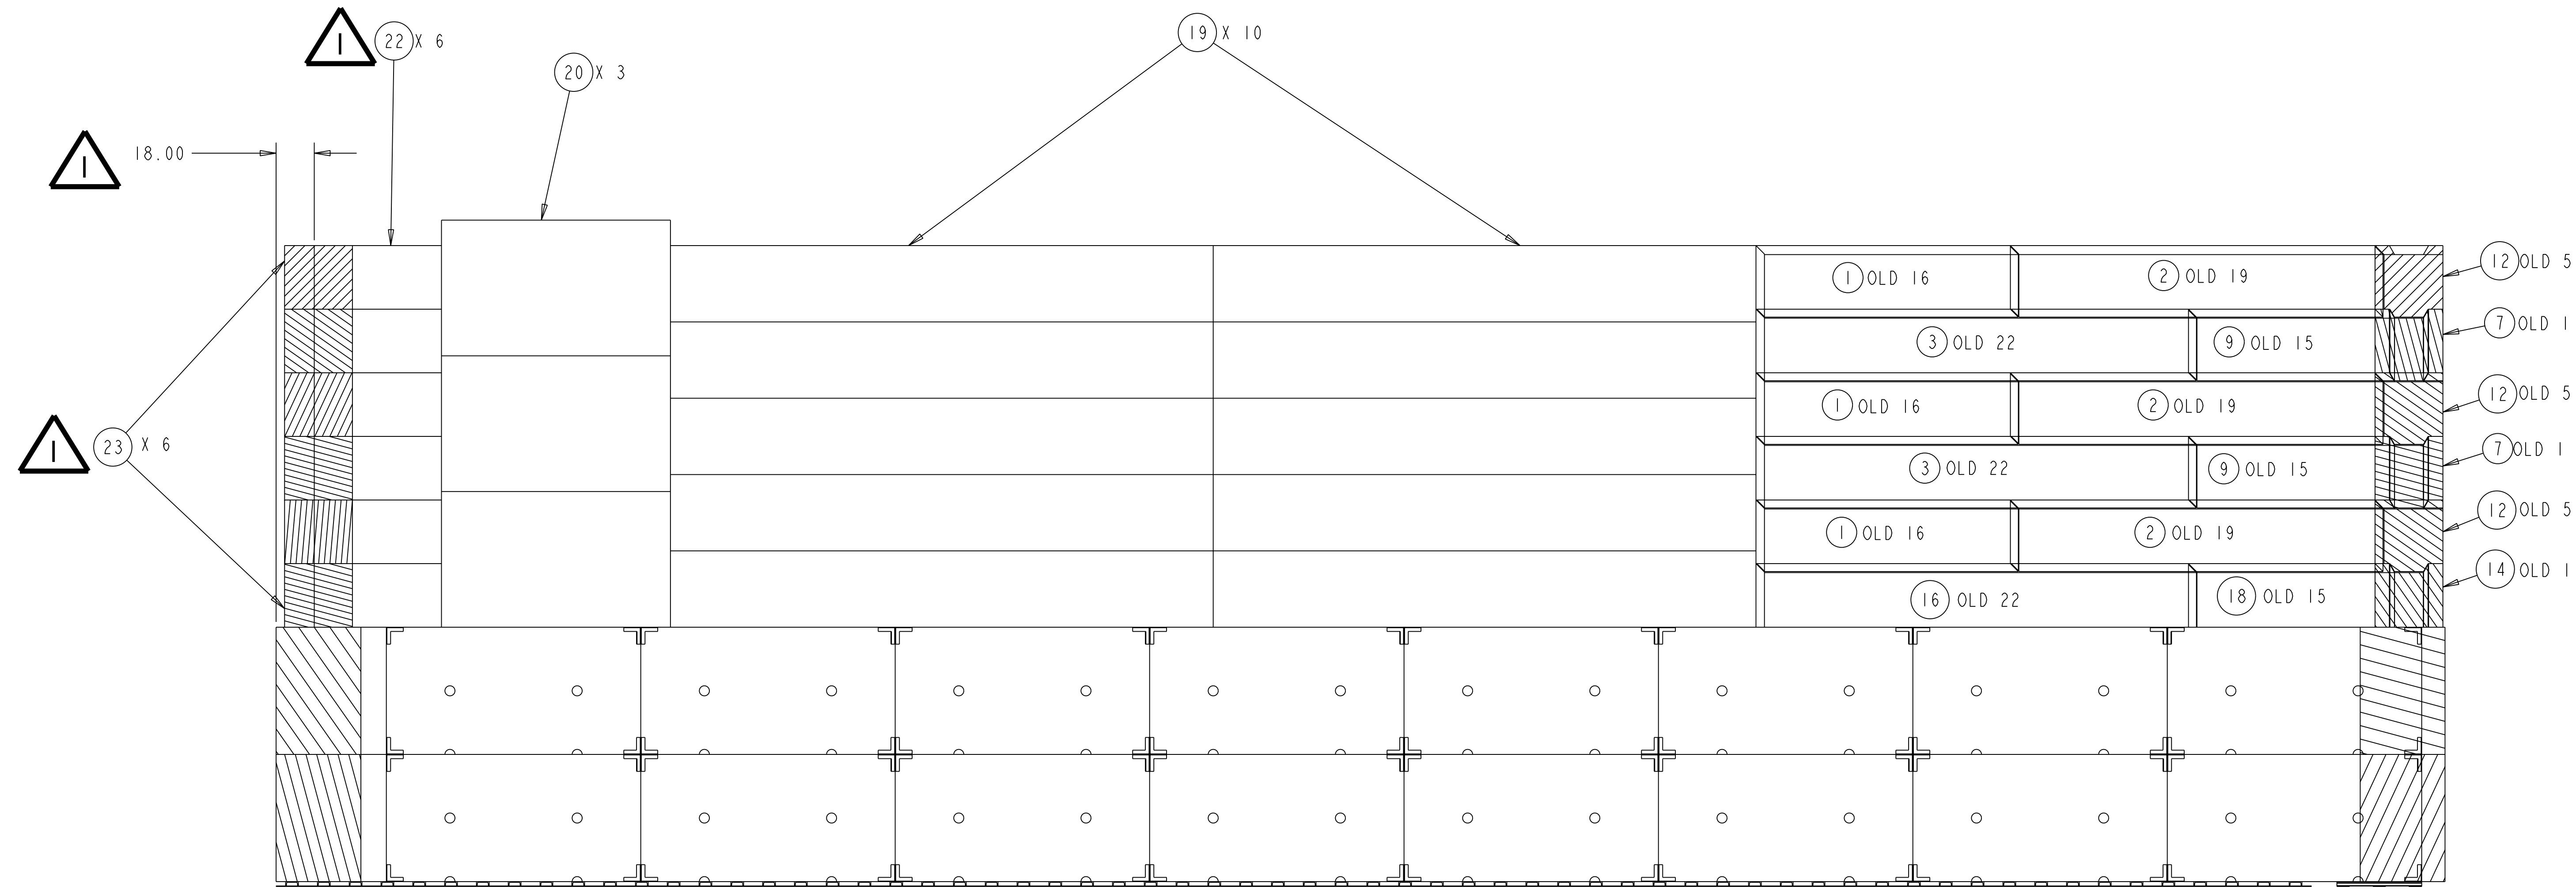 1 22 X 6
19 X 10
20 X 3
1 18.00
12 OLD 5
1 OLD 16 2 OLD 19
7 OLD 1
3 OLD 22 9 OLD 15
12 OLD 5
1 OLD 16 2 OLD 19
1 23 X 6
7 OLD 1
3 OLD 22 9 OLD 15
12 OLD 5
1 OLD 16 2 OLD 19
14 OLD 1
16 OLD 22 18 OLD 15